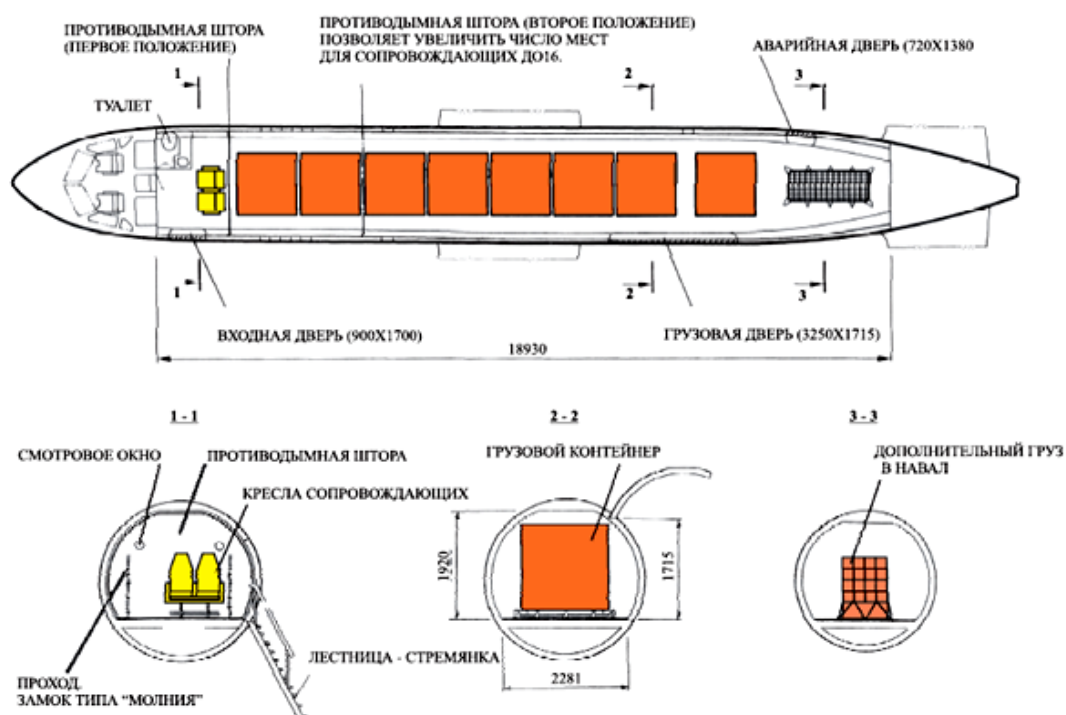 ПРОТИВОДЫМНАЯ ШТОРА
(ПЕРВОЕ ПОЛОЖЕНИЕ)
ПРОТИВОДЫМНАЯ ШТОРА (ВТОРОЕ ПОЛОЖЕНИЕ)
ПОЗВОЛЯЕТ УВЕЛИЧИТЬ ЧИСЛО МЕСТ
ДЛЯ СОПРОВОЖДАЮЩИХ ДО16.
АВАРИЙНАЯ ДВЕРЬ (720Х1380
1
2
3
ТУАЛЕТ
1
2
3
ВХОДНАЯ ДВЕРЬ (900Х1700)
ГРУЗОВАЯ ДВЕРЬ (3250Х1715)
18930
1 - 1
2 - 2
3 - 3
СМОТРОВОЕ ОКНО
ПРОТИВОДЫМНАЯ ШТОРА
КРЕСЛА СОПРОВОЖДАЮЩИХ
ГРУЗОВОЙ КОНТЕЙНЕР
ДОПОЛНИТЕЛЬНЫЙ ГРУЗ
В НАВАЛ
1920
1715
2281
ЛЕСТНИЦА - СТРЕМЯНКА
ПРОХОД.
ЗАМОК ТИПА “МОЛНИЯ”